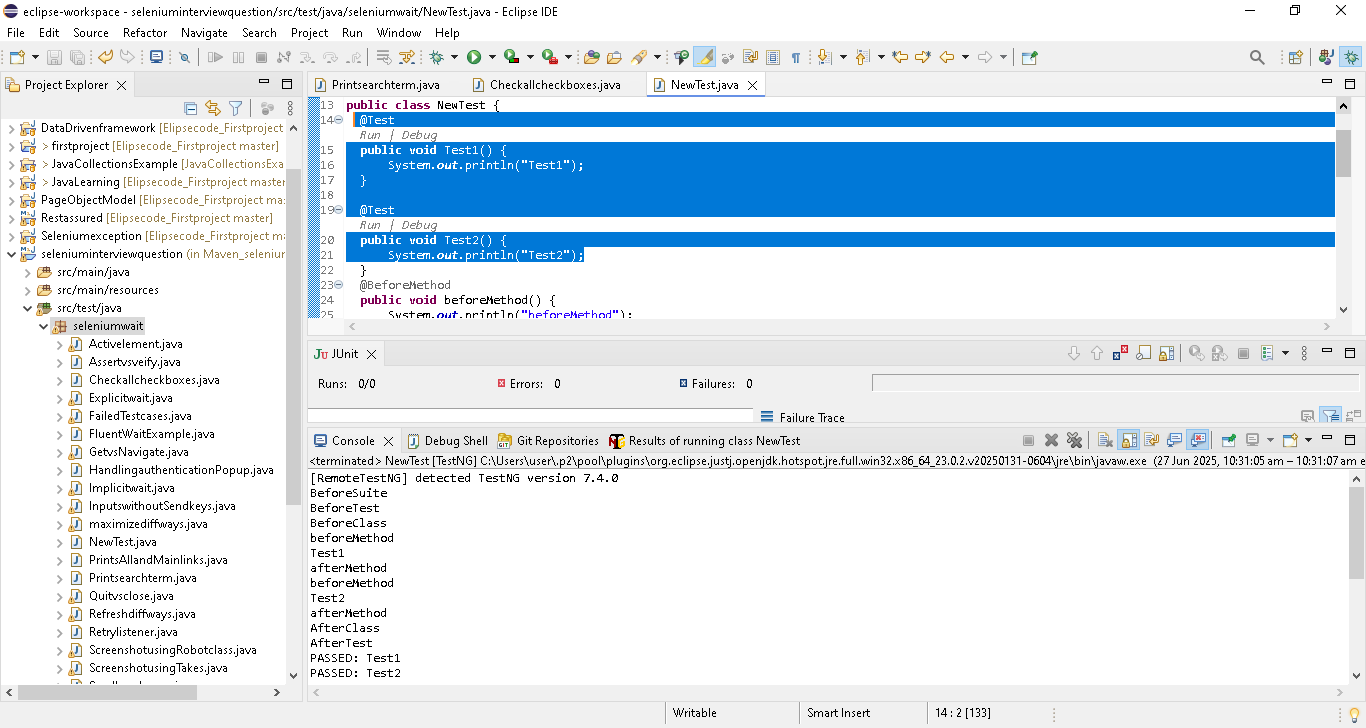 eclipse-workspace - seleniuminterviewquestion/src/test/java/seleniumwait/NewTest.java - Eclipse IDE
File Edit Source Refactor Navigate Search Project Run Window Help
Project Explorer
DataDrivenframework [Elipsecode_Firstproject
> firstproject [Elipsecode_Firstproject master]
> JavaCollectionsExample [JavaCollectionsExa
> JavaLearning [Elipsecode_Firstproject master
PageObjectModel [Elipsecode_Firstproject ma:
Restassured [Elipsecode_Firstproject master]
Seleniumexception [Elipsecode_Firstproject m
seleniuminterviewquestion (in Maven_seleniur
src/main/java
src/main/resources
src/test/java
seleniumwait
Activelement.java
Assertvsveify.java
Checkallcheckboxes.java
Explicitwait.java
FailedTestcases.java
FluentWaitExample.java
GetvsNavigate.java
HandlingauthenticationPopup.java
Implicitwait.java
InputswithoutSendkeys.java
maximizediffways.java
NewTest.java
PrintsAllandMainlinks.java
Printsearchterm.java
Quitvsclose.java
Refreshdiffways.java
Retrylistener.java
ScreenshotusingRobotclass.java
ScreenshotusingTakes.java
Printsearchterm.java Checkallcheckboxes.java NewTest.java
13 public class NewTest {
14 @Test
Run | Debug
15 public void Test1() {
16 System.out.println("Test1");
17 }
18
19 @Test
Run | Debug
20 public void Test2() {
21 System.out.println("Test2");
22 }
23 @BeforeMethod
24 public void beforeMethod() {
25 System.out.println("beforeMethod");
JUnit
Runs: 0/0 Errors: 0 Failures: 0
Failure Trace
Console Debug Shell Git Repositories Results of running class NewTest
<terminated> NewTest [TestNG] C:\Users\user\.p2\pool\plugins\org.eclipse.justj.openjdk.hotspot.jre.full.win32.x86_64_23.0.2.v20250131-0604\jre\bin\javaw.exe (27 Jun 2025, 10:31:05 am – 10:31:07 am e
[RemoteTestNG] detected TestNG version 7.4.0
BeforeSuite
BeforeTest
BeforeClass
beforeMethod
Test1
afterMethod
beforeMethod
Test2
afterMethod
AfterClass
AfterTest
PASSED: Test1
PASSED: Test2
Writable Smart Insert 14 : 2 [133]